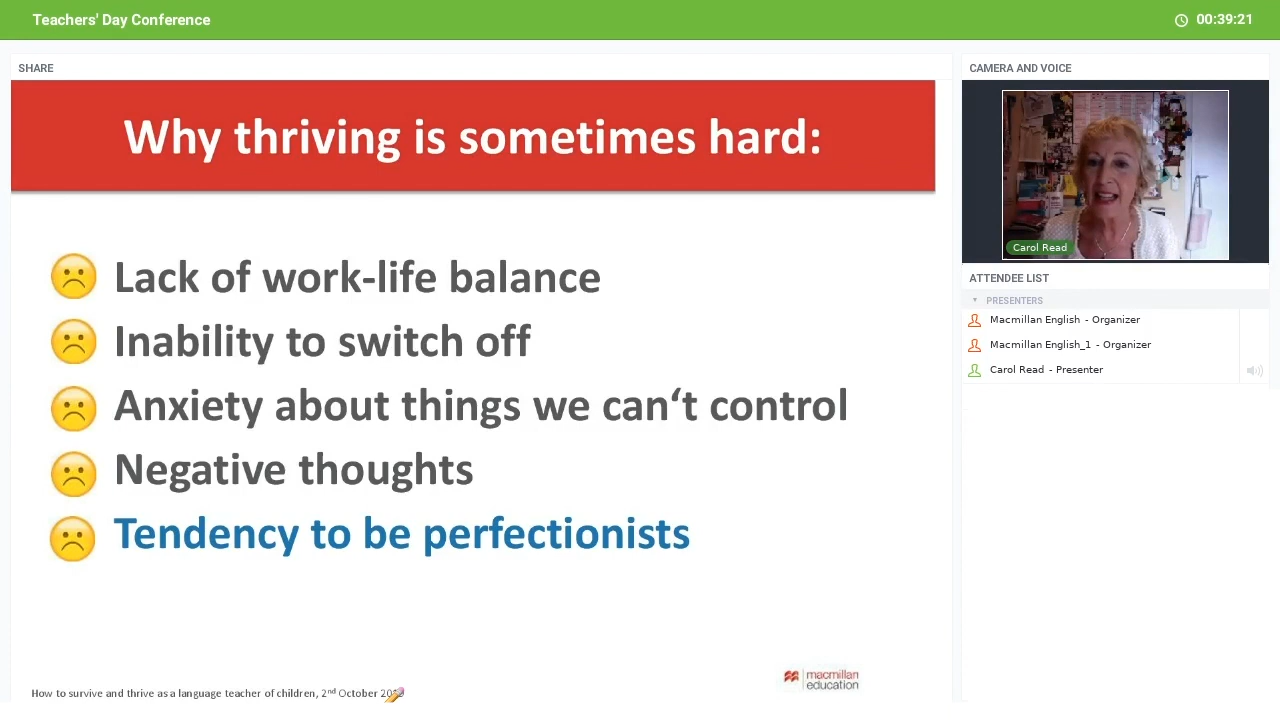 Teachers' Day Conference
00:39:21
SHARE
Why thriving is sometimes hard:
Lack of work-life balance
Inability to switch off
Anxiety about things we can‘t control
Negative thoughts
Tendency to be perfectionists
How to survive and thrive as a language teacher of children, 2nd October
macmillan
education
CAMERA AND VOICE
Carol Read
ATTENDEE LIST
PRESENTERS
Macmillan English - Organizer
Macmillan English_1 - Organizer
Carol Read - Presenter